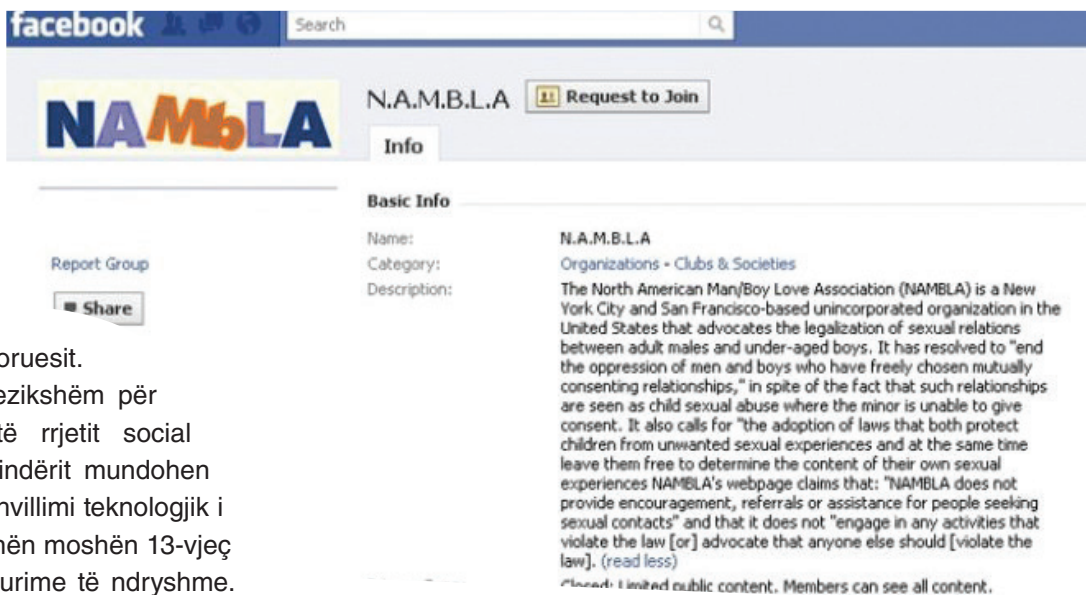 facebook
Search
NAMbLA
N.A.M.B.L.A Request to Join
Info
Basic Info
Name: N.A.M.B.L.A
Category: Organizations - Clubs & Societies
Description: The North American Man/Boy Love Association (NAMBLA) is a New
York City and San Francisco-based unincorporated organization in the
United States that advocates the legalization of sexual relations
between adult males and under-aged boys. It has resolved to "end
the oppression of men and boys who have freely chosen mutually
consenting relationships," in spite of the fact that such relationships
are seen as child sexual abuse where the minor is unable to give
consent. It also calls for "the adoption of laws that both protect
children from unwanted sexual experiences and at the same time
leave them free to determine the content of their own sexual
experiences NAMBLA's webpage claims that: "NAMBLA does not
provide encouragement, referrals or assistance for people seeking
sexual contacts" and that it does not "engage in any activities that
violate the law [or] advocate that anyone else should [violate the
law]. (read less)
Closed: Limited public content. Members can see all content.
Report Group
Share
oruesit.
ezikshëm për
të rrjetit social
indërit mundohen
hvillimi teknologjik i
nën moshën 13-vjeç
urime të ndryshme.